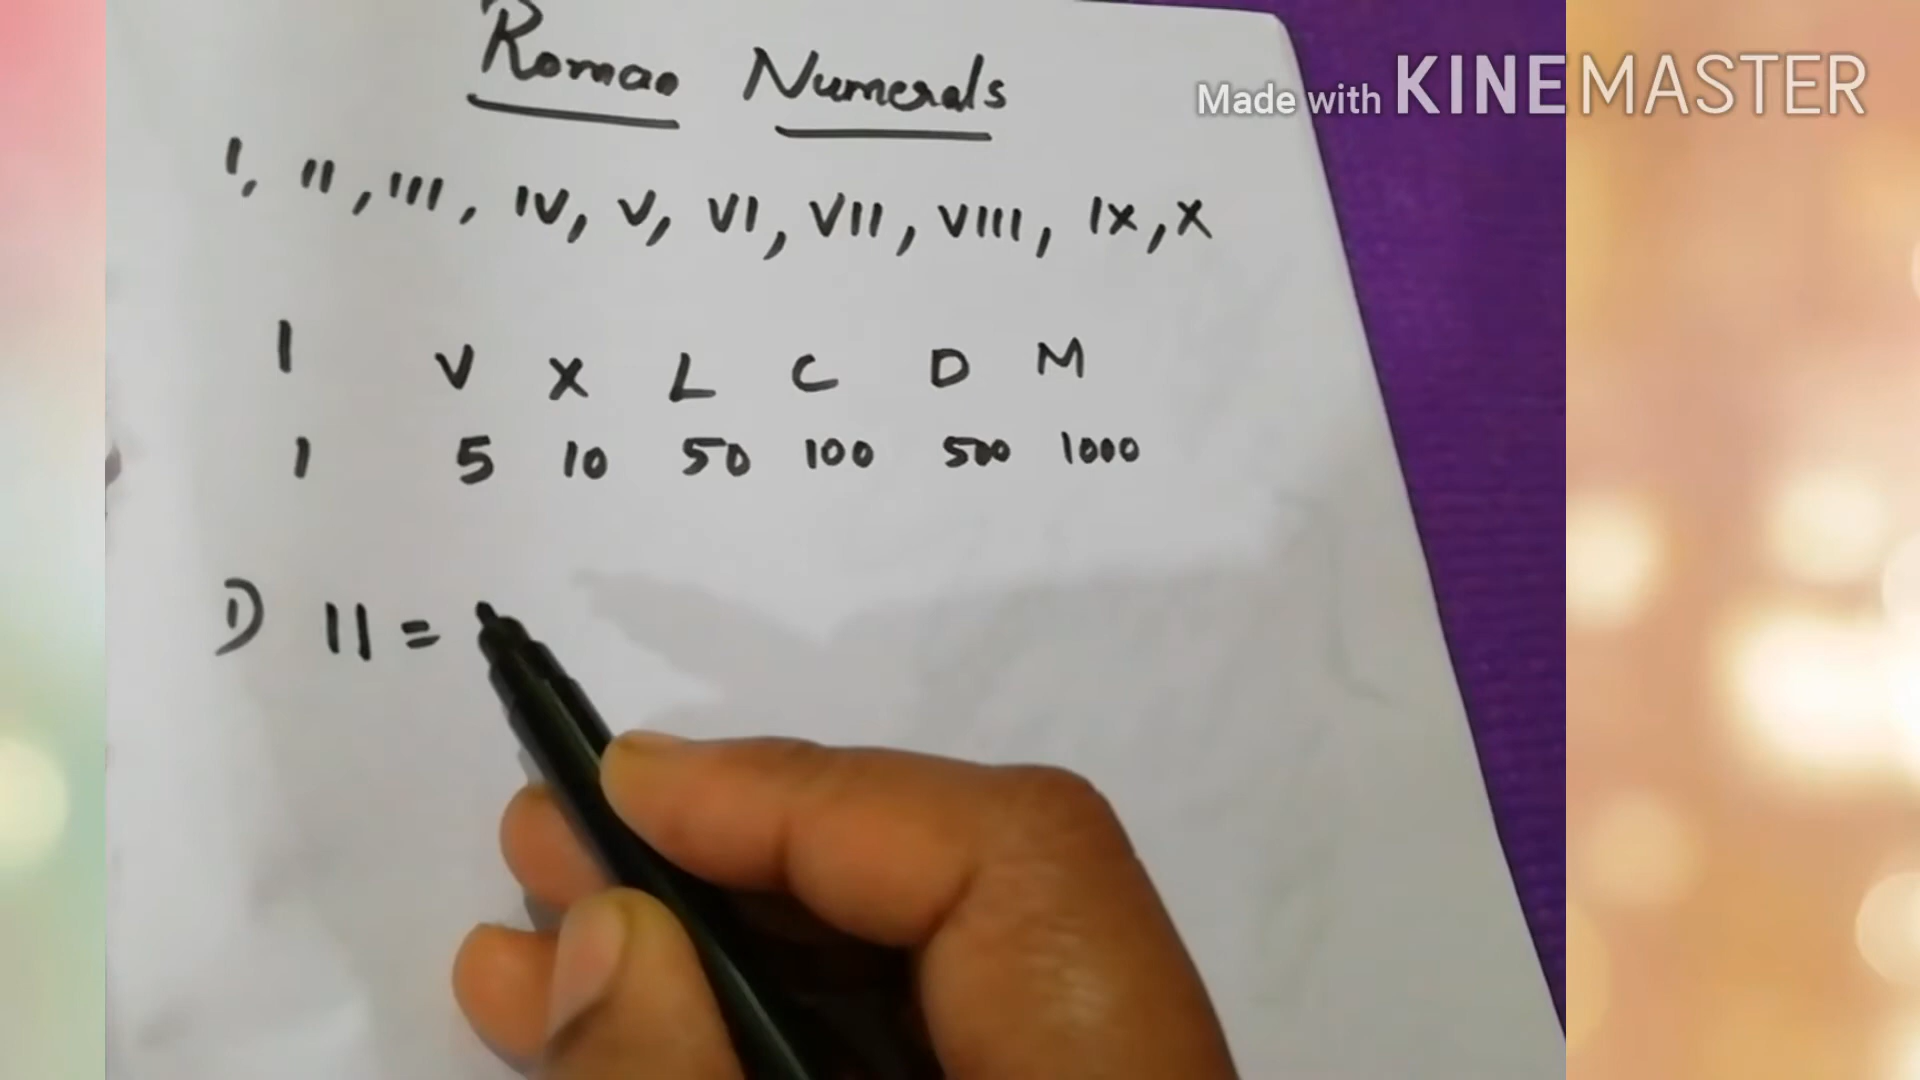 Roman Numerals
Made with KINEMASTER
I, II, III, IV, V, VI, VII, VIII, IX, X
I V X L C D M
1 5 10 50 100 500 1000
1) 11 =